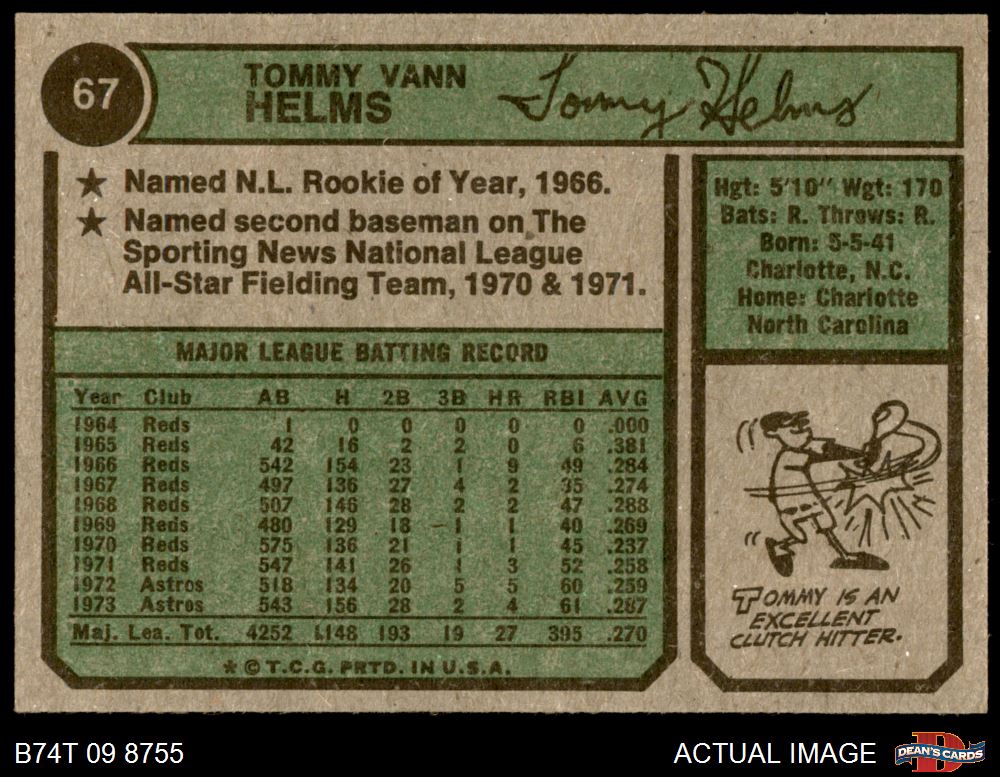 67
TOMMY VANN
HELMS
Tommy Helms
★ Named N.L. Rookie of Year, 1966.
★ Named second baseman on The
Sporting News National League
All-Star Fielding Team, 1970 & 1971.
Hgt: 5'10" Wgt: 170
Bats: R. Throws: R.
Born: 5-5-41
Charlotte, N.C.
Home: Charlotte
North Carolina
MAJOR LEAGUE BATTING RECORD
Year Club AB H 2B 3B HR RBI AVG
1964 Reds 1 0 0 0 0 0 .000
1965 Reds 42 16 2 2 0 6 .381
1966 Reds 542 154 23 1 9 49 .284
1967 Reds 497 136 27 4 2 35 .274
1968 Reds 507 146 28 2 2 47 .288
1969 Reds 480 129 18 1 1 40 .269
1970 Reds 575 136 21 1 1 45 .237
1971 Reds 547 141 26 1 3 52 .258
1972 Astros 518 134 20 5 5 60 .259
1973 Astros 543 156 28 2 4 61 .287
Maj. Lea. Tot. 4252 1148 193 19 27 395 .270
* © T.C.G. PRTD. IN U.S.A.
TOMMY IS AN
EXCELLENT
CLUTCH HITTER.
B74T 09 8755
ACTUAL IMAGE
B
DEAN'S CARDS